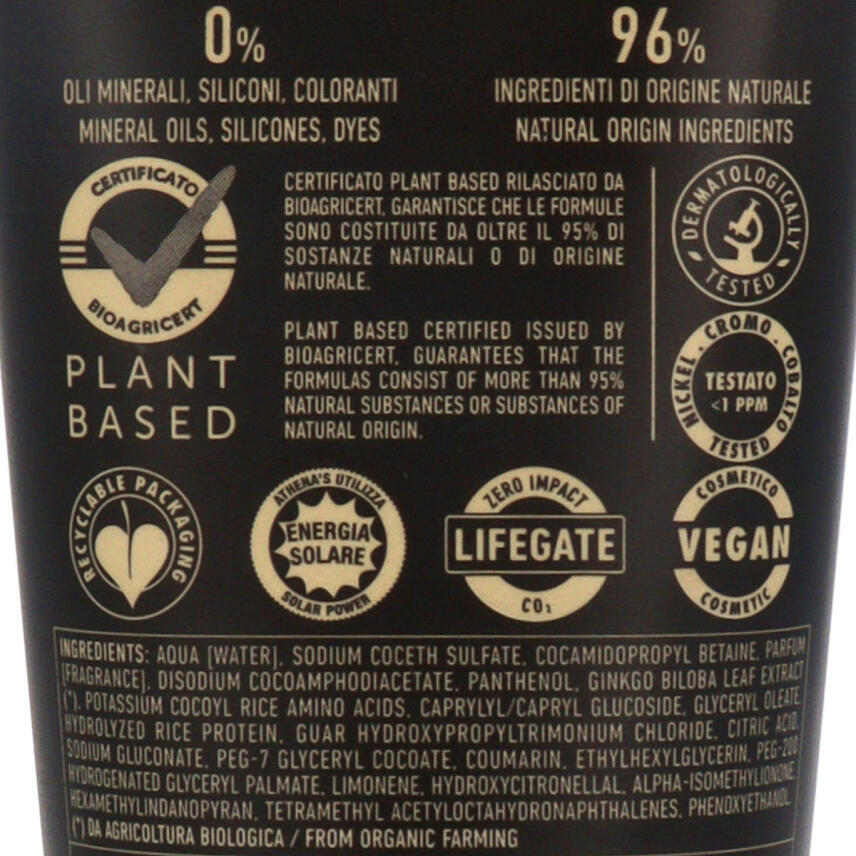 0%
OLI MINERALI, SILICONI, COLORANTI
MINERAL OILS, SILICONES, DYES
96%
INGREDIENTI DI ORIGINE NATURALE
NATURAL ORIGIN INGREDIENTS
CERTIFICATO
BIOAGRICERT
PLANT
BASED
CERTIFICATO PLANT BASED RILASCIATO DA
BIOAGRICERT, GARANTISCE CHE LE FORMULE
SONO COSTITUITE DA OLTRE IL 95% DI
SOSTANZE NATURALI O DI ORIGINE
NATURALE.
PLANT BASED CERTIFIED ISSUED BY
BIOAGRICERT, GUARANTEES THAT THE
FORMULAS CONSIST OF MORE THAN 95%
NATURAL SUBSTANCES OR SUBSTANCES OF
NATURAL ORIGIN.
DERMATOLOGICALLY
TESTED
NICKEL . CROMO . COBALTO
TESTATO
<1 PPM
TESTED
RECYCLABLE PACKAGING
ATHENA'S UTILIZZA
ENERGIA
SOLARE
SOLAR POWER
ZERO IMPACT
LIFEGATE
CO2
COSMETICO
VEGAN
COSMETIC
INGREDIENTS: AQUA [WATER], SODIUM COCETH SULFATE, COCAMIDOPROPYL BETAINE, PARFUM
[FRAGRANCE], DISODIUM COCOAMPHODIACETATE, PANTHENOL, GINKGO BILOBA LEAF EXTRACT
(*), POTASSIUM COCOYL RICE AMINO ACIDS, CAPRYLYL/CAPRYL GLUCOSIDE, GLYCERYL OLEATE,
HYDROLYZED RICE PROTEIN, GUAR HYDROXYPROPYLTRIMONIUM CHLORIDE, CITRIC ACID,
SODIUM GLUCONATE, PEG-7 GLYCERYL COCOATE, COUMARIN, ETHYLHEXYLGLYCERIN, PEG-200
HYDROGENATED GLYCERYL PALMATE, LIMONENE, HYDROXYCITRONELLAL, ALPHA-ISOMETHYLIONONE,
HEXAMETHYLINDANOPYRAN, TETRAMETHYL ACETYLOCTAHYDRONAPHTHALENES, PHENOXYETHANOL.
(*) DA AGRICOLTURA BIOLOGICA / FROM ORGANIC FARMING